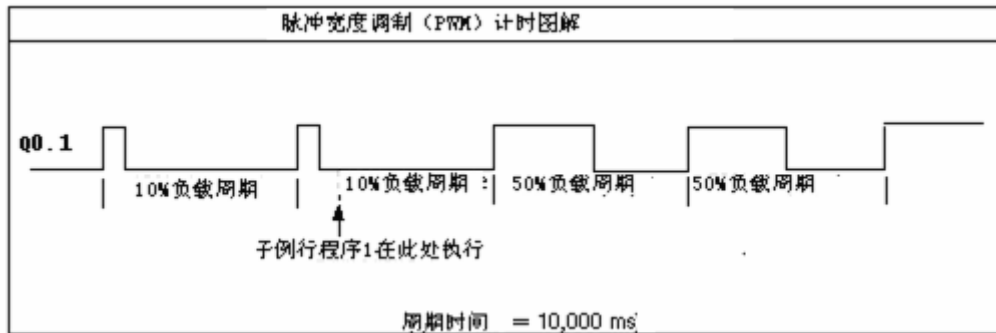 脉冲宽度调制（PWM）计时图解
Q0.1
10%负载周期
10%负载周期
50%负载周期
50%负载周期
子例行程序1在此处执行
周期时间 = 10,000 ms